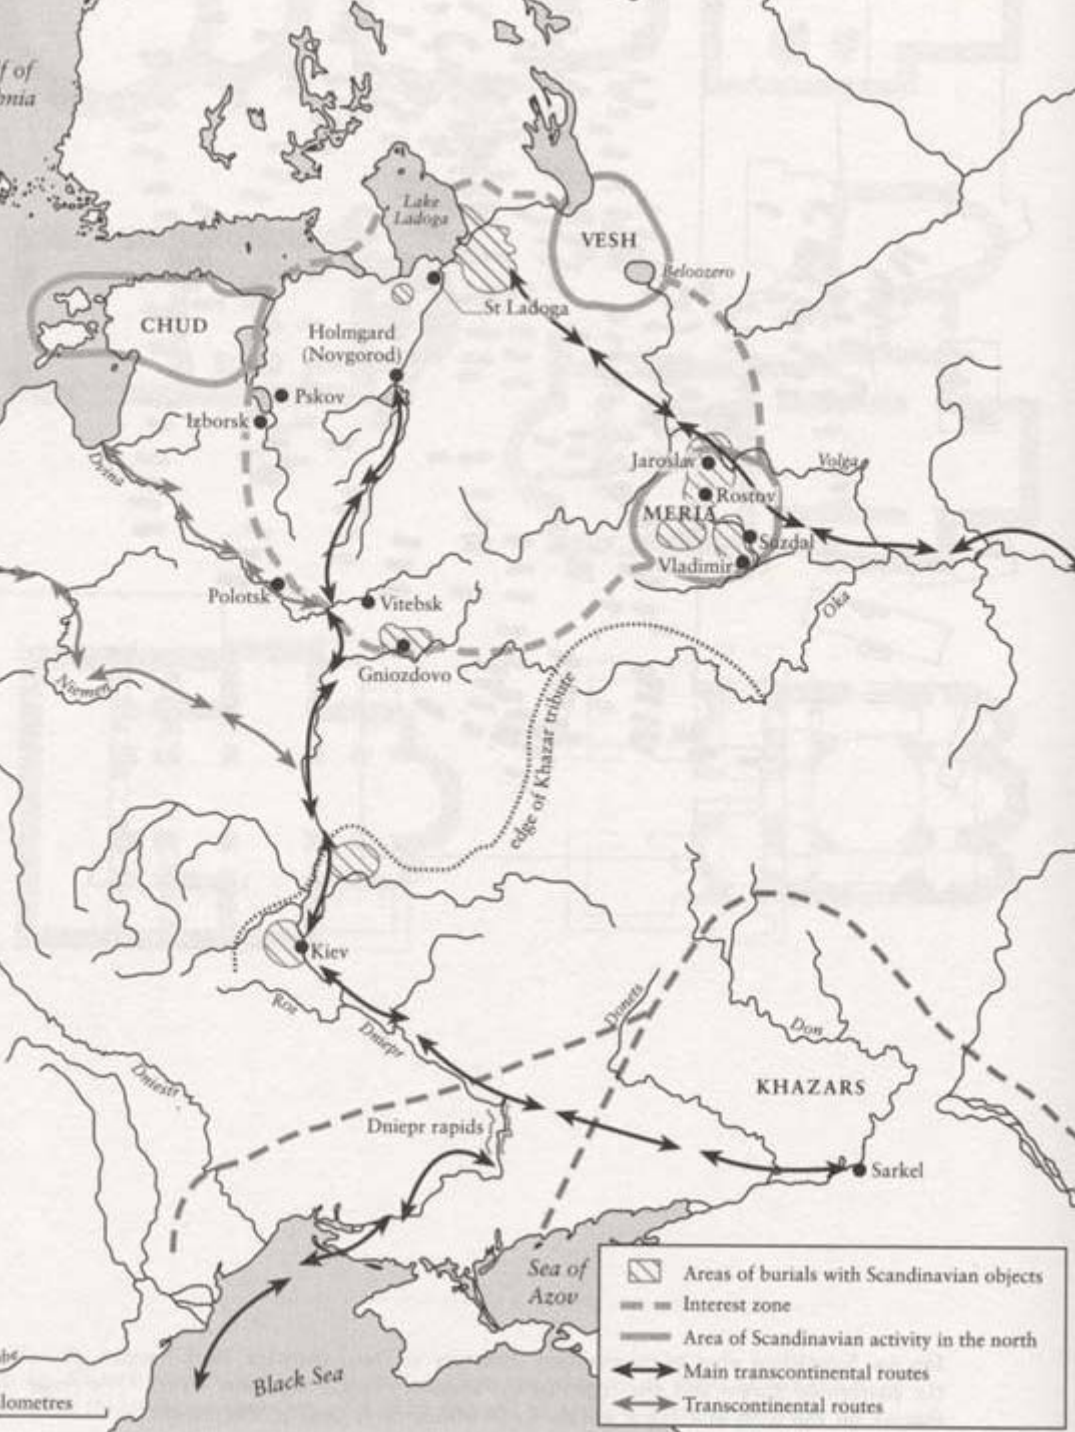 f of
Lake
Ladoga
VESH
Beloozero
St Ladoga
CHUD
Holmgard
(Novgorod)
Pskov
Izborsk
Dvina
Jaroslav
Volga
Rostov
MERIA
Suzdal
Vladimir
Polotsk
Vitebsk
Oka
Gniozdovo
Niemen
edge of Khazar tribute
Kiev
Ros
Dniepr
Donets
Don
Dniestr
KHAZARS
Dniepr rapids
Sarkel
Sea of
Azov
Black Sea
lometres
Areas of burials with Scandinavian objects
Interest zone
Area of Scandinavian activity in the north
Main transcontinental routes
Transcontinental routes